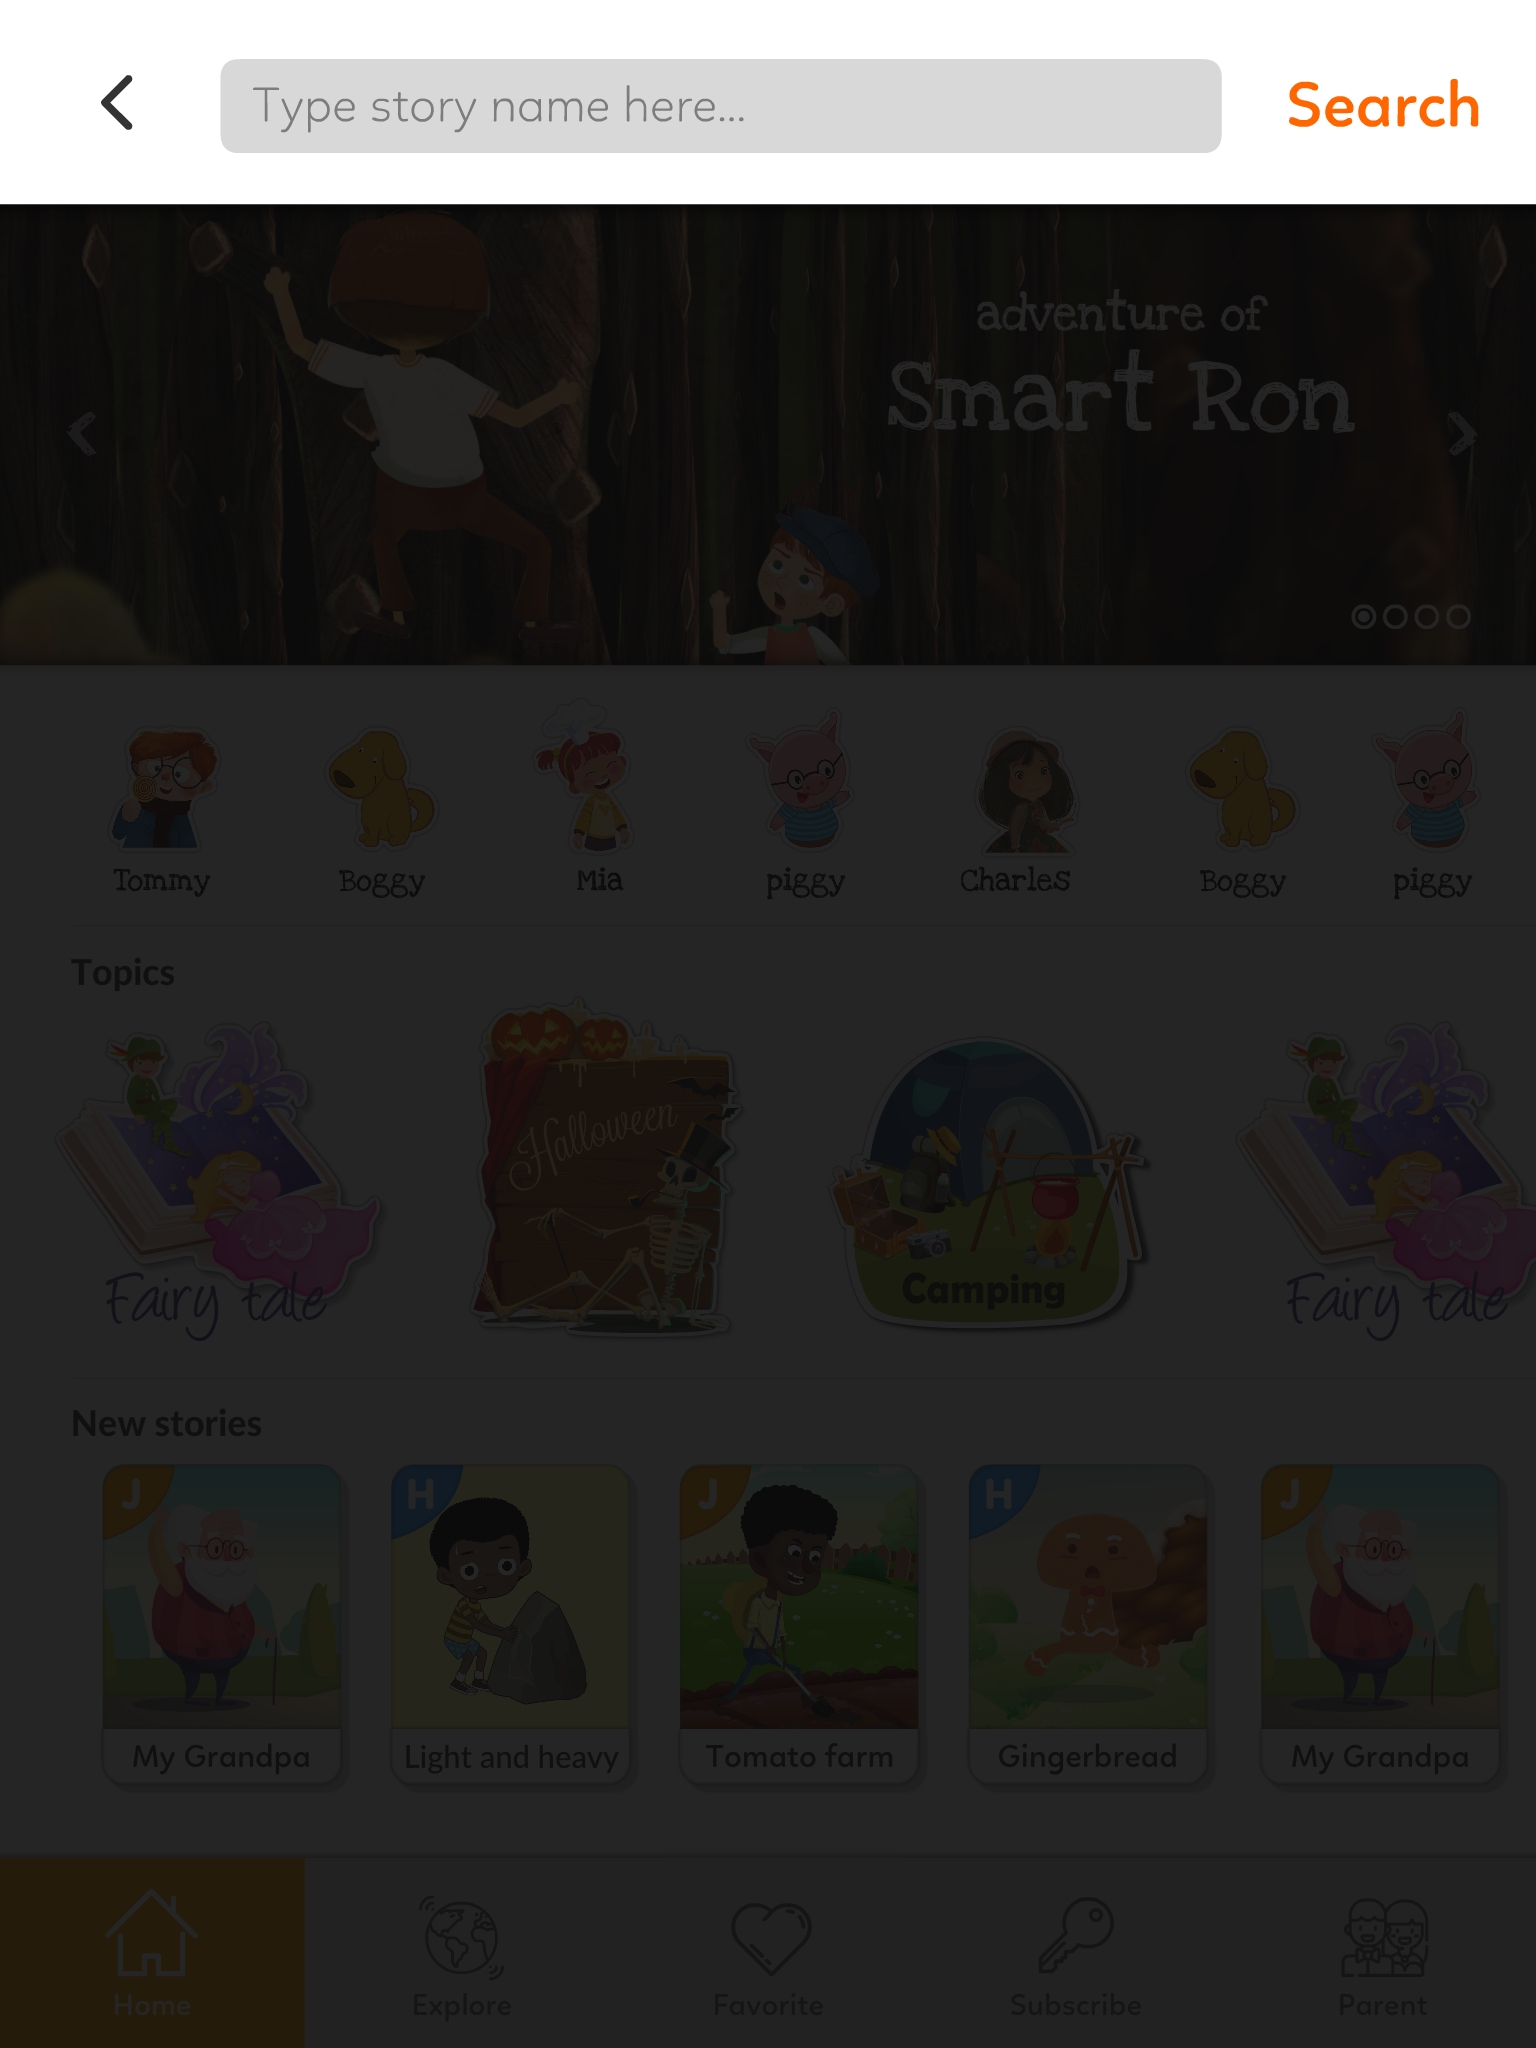 Type story name here...
Search
adventure of
Smart Ron
Tommy
Boggy
Mia
piggy
Charles
Boggy
piggy
Topics
Fairy tale
Halloween
Camping
Fairy tale
New stories
J
H
J
H
J
My Grandpa
Light and heavy
Tomato farm
Gingerbread
My Grandpa
Home
Explore
Favorite
Subscribe
Parent